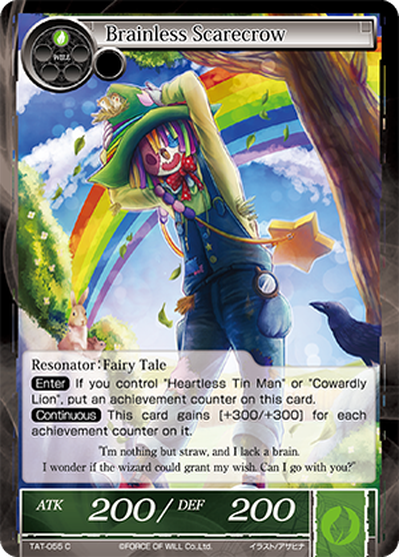 Brainless Scarecrow
WILL
Resonator:Fairy Tale
Enter If you control "Heartless Tin Man" or "Cowardly
Lion", put an achievement counter on this card.
Continuous This card gains [+300/+300] for each
achievement counter on it.
"I'm nothing but straw, and I lack a brain.
I wonder if the wizard could grant my wish. Can I go with you?"
ATK 200 / DEF 200
TAT-055 C ©FORCE OF WILL Co.,Ltd. イラスト/アサヒナ